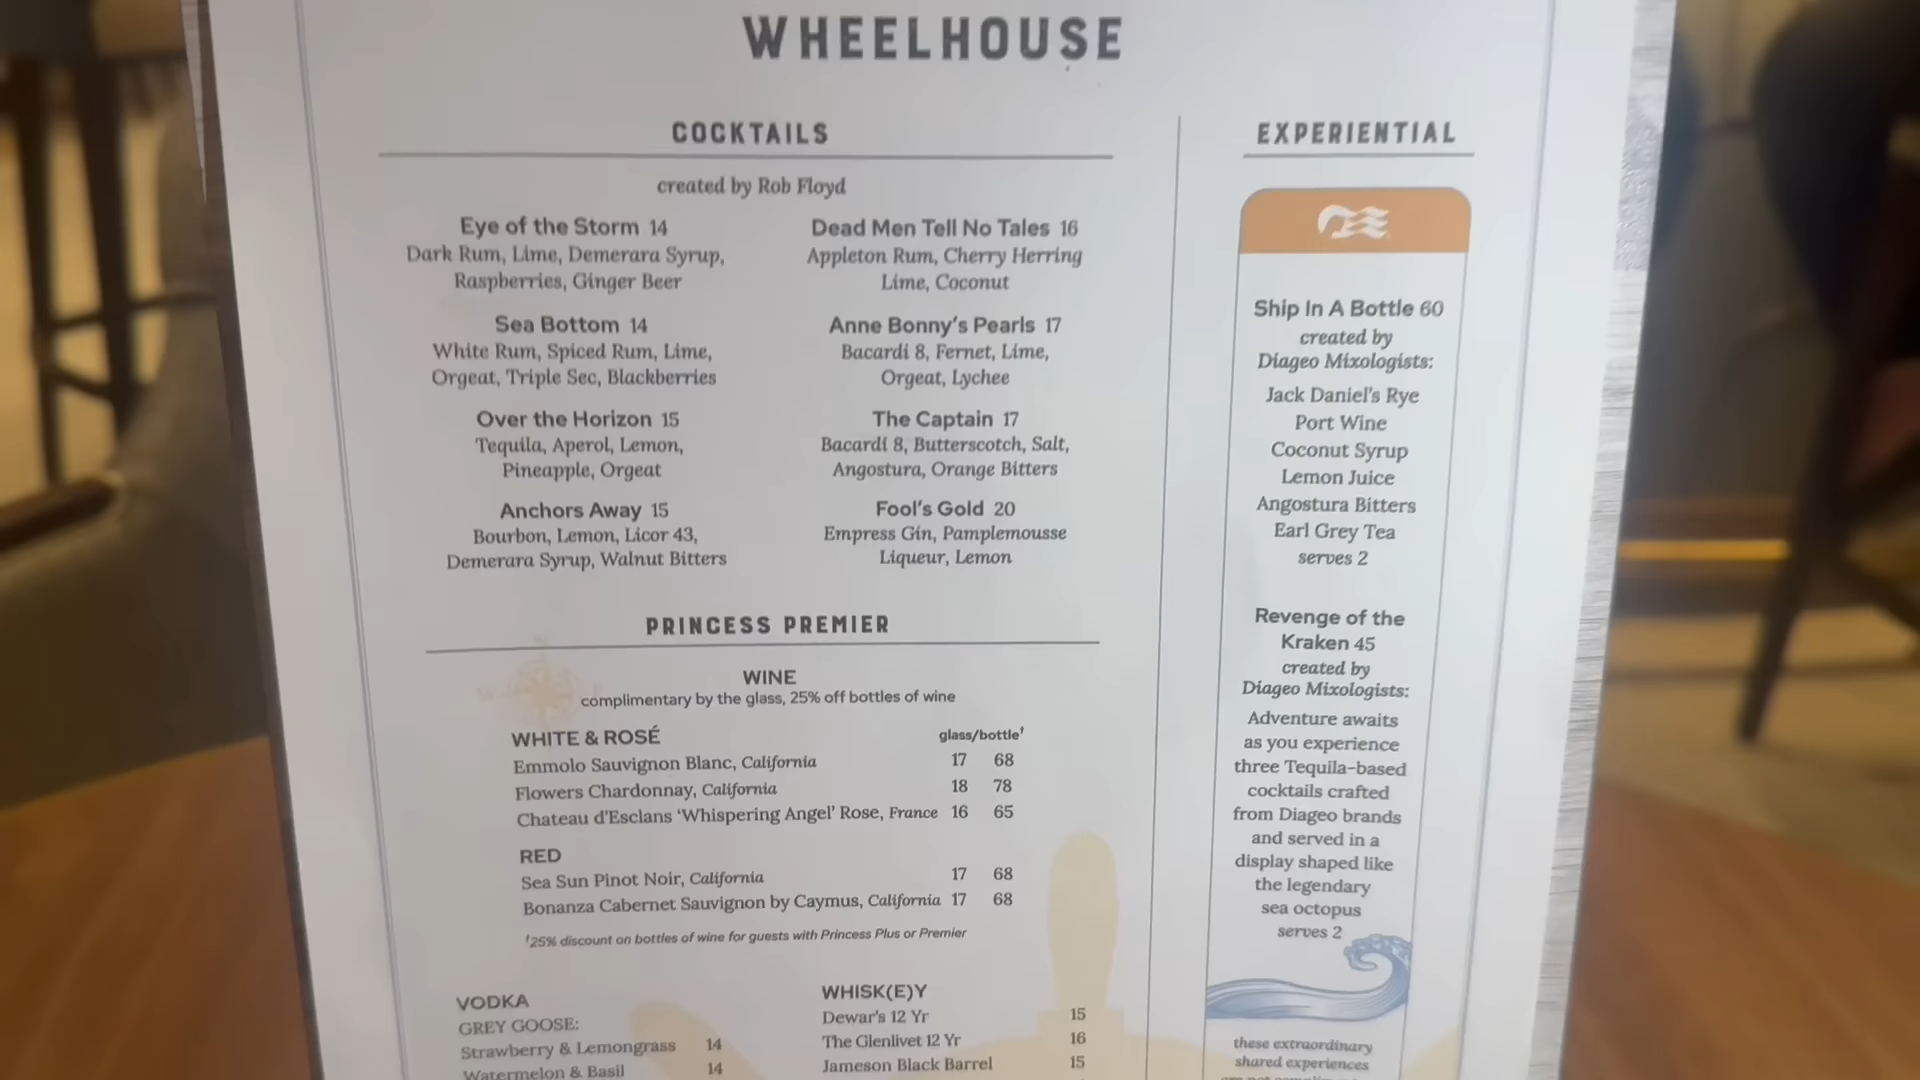 WHEELHOUSE
COCKTAILS
created by Rob Floyd
Eye of the Storm 14
Dark Rum, Lime, Demerara Syrup,
Raspberries, Ginger Beer
Sea Bottom 14
White Rum, Spiced Rum, Lime,
Orgeat, Triple Sec, Blackberries
Over the Horizon 15
Tequila, Aperol, Lemon,
Pineapple, Orgeat
Anchors Away 15
Bourbon, Lemon, Licor 43,
Demerara Syrup, Walnut Bitters
Dead Men Tell No Tales 16
Appleton Rum, Cherry Herring
Lime, Coconut
Anne Bonny's Pearls 17
Bacardi 8, Fernet, Lime,
Orgeat, Lychee
The Captain 17
Bacardi 8, Butterscotch, Salt,
Angostura, Orange Bitters
Fool's Gold 20
Empress Gin, Pamplemousse
Liqueur, Lemon
PRINCESS PREMIER
WINE
complimentary by the glass, 25% off bottles of wine
WHITE & ROSÉ glass/bottle†
Emmolo Sauvignon Blanc, California 17 68
Flowers Chardonnay, California 18 78
Chateau d'Esclans 'Whispering Angel' Rose, France 16 65
RED
Sea Sun Pinot Noir, California 17 68
Bonanza Cabernet Sauvignon by Caymus, California 17 68
†25% discount on bottles of wine for guests with Princess Plus or Premier
VODKA
GREY GOOSE:
Strawberry & Lemongrass 14
Watermelon & Basil 14
WHISK(E)Y
Dewar's 12 Yr 15
The Glenlivet 12 Yr 16
Jameson Black Barrel 15
EXPERIENTIAL
Ship In A Bottle 60
created by
Diageo Mixologists:
Jack Daniel's Rye
Port Wine
Coconut Syrup
Lemon Juice
Angostura Bitters
Earl Grey Tea
serves 2
Revenge of the
Kraken 45
created by
Diageo Mixologists:
Adventure awaits
as you experience
three Tequila-based
cocktails crafted
from Diageo brands
and served in a
display shaped like
the legendary
sea octopus
serves 2
these extraordinary
shared experiences